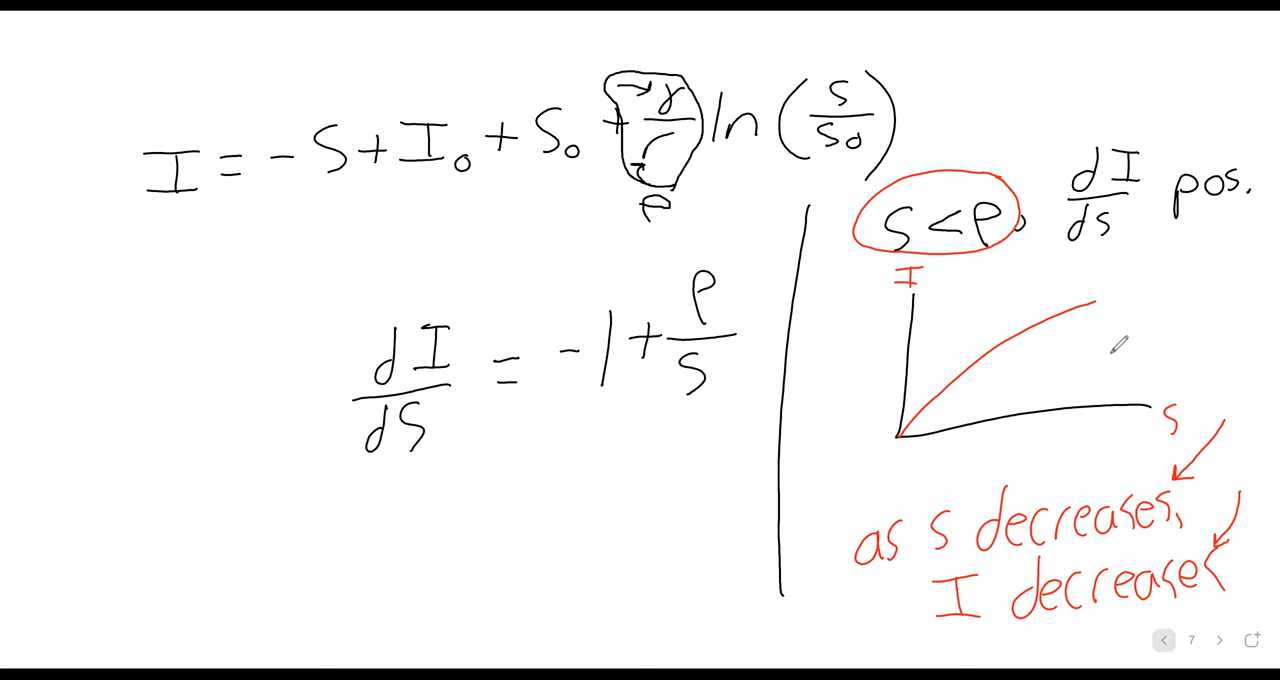 I = - S + I₀ + S₀ + γ/r ln (S/S₀)
ρ
dI/dS = -1 + ρ/S
S < ρ, dI/dS pos.
I
S
as S decreases,
I decreases
7